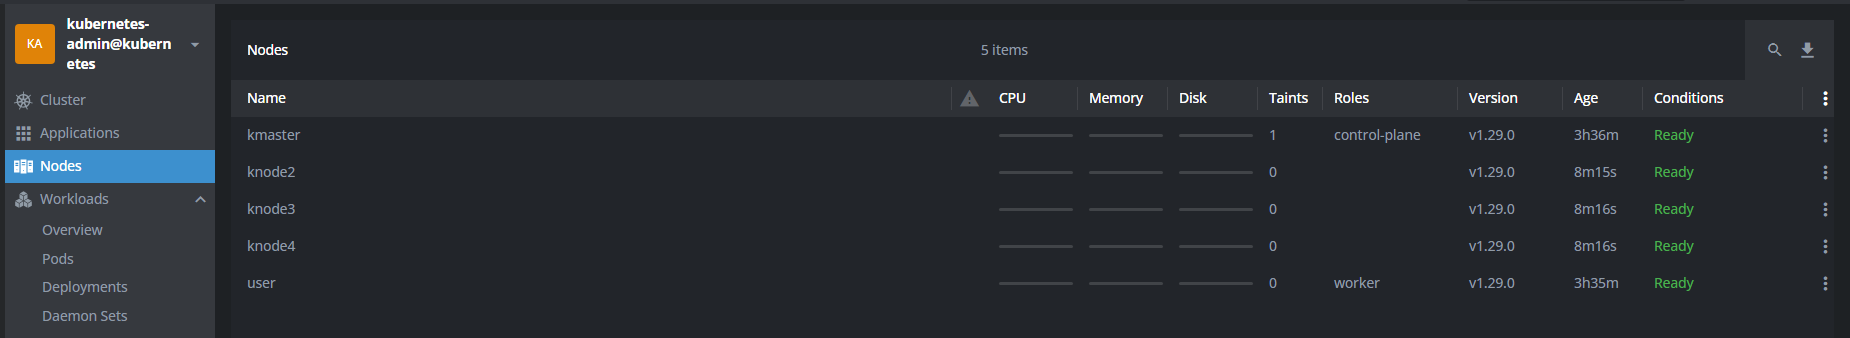 KA
kubernetes-
admin@kubern
etes
Cluster
Applications
Nodes
Workloads
Overview
Pods
Deployments
Daemon Sets
Nodes 5 items
Name CPU Memory Disk Taints Roles Version Age Conditions
kmaster 1 control-plane v1.29.0 3h36m Ready
knode2 0 v1.29.0 8m15s Ready
knode3 0 v1.29.0 8m16s Ready
knode4 0 v1.29.0 8m16s Ready
user 0 worker v1.29.0 3h35m Ready